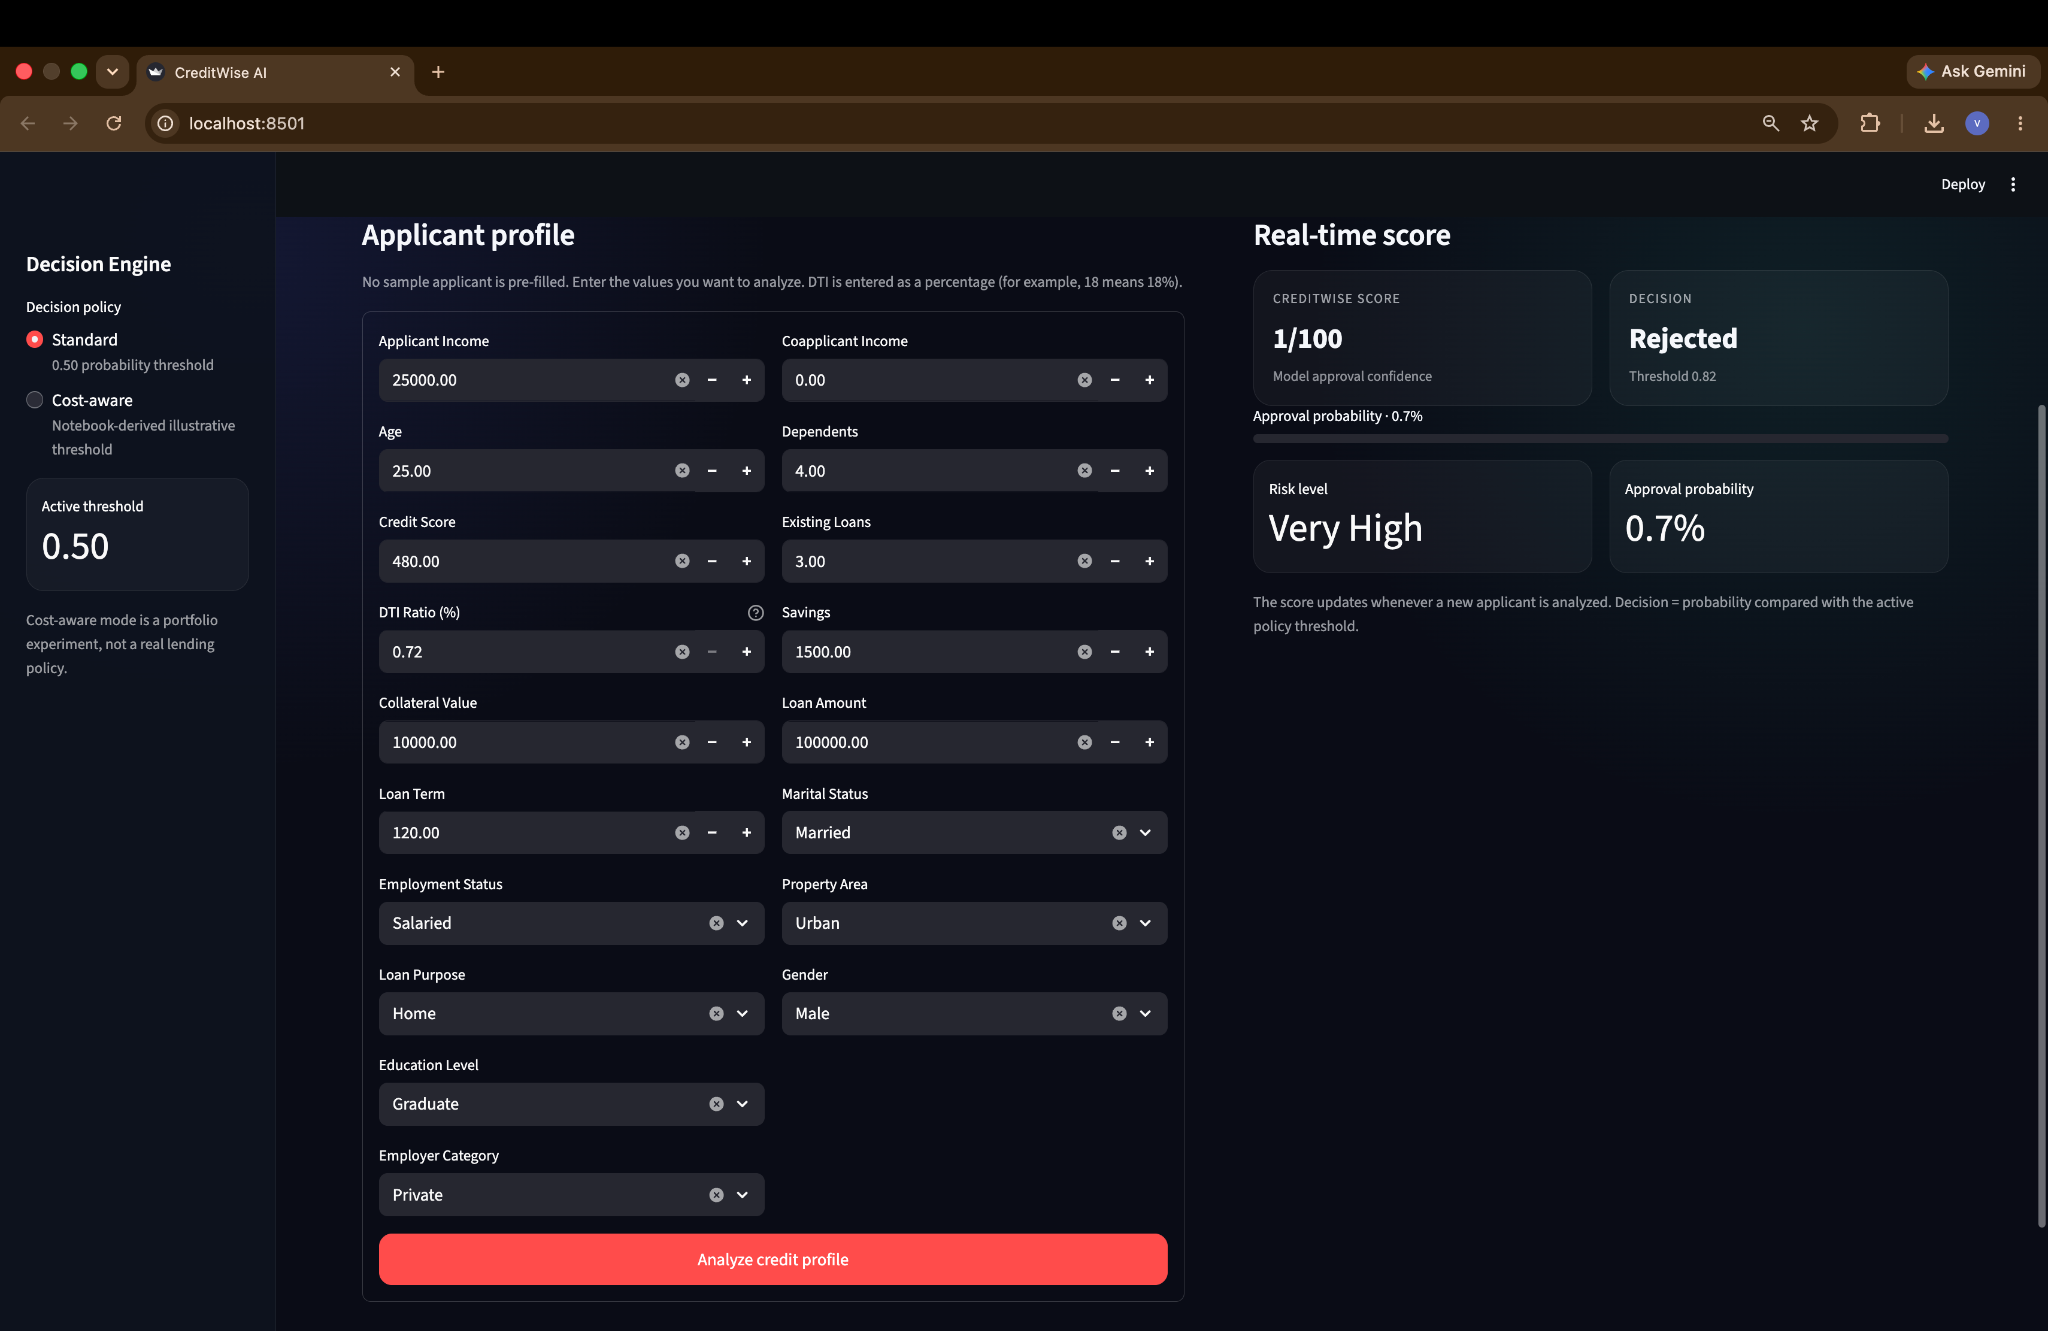 CreditWise AI
Ask Gemini
localhost:8501
V
Deploy
Decision Engine
Decision policy
Standard
0.50 probability threshold
Cost-aware
Notebook-derived illustrative
threshold
Active threshold
0.50
Cost-aware mode is a portfolio
experiment, not a real lending
policy.
Applicant profile
No sample applicant is pre-filled. Enter the values you want to analyze. DTI is entered as a percentage (for example, 18 means 18%).
Applicant Income
25000.00
Coapplicant Income
0.00
Age
25.00
Dependents
4.00
Credit Score
480.00
Existing Loans
3.00
DTI Ratio (%)
0.72
Savings
1500.00
Collateral Value
10000.00
Loan Amount
100000.00
Loan Term
120.00
Marital Status
Married
Employment Status
Salaried
Property Area
Urban
Loan Purpose
Home
Gender
Male
Education Level
Graduate
Employer Category
Private
Analyze credit profile
Real-time score
CREDITWISE SCORE
1/100
Model approval confidence
DECISION
Rejected
Threshold 0.82
Approval probability · 0.7%
Risk level
Very High
Approval probability
0.7%
The score updates whenever a new applicant is analyzed. Decision = probability compared with the active
policy threshold.